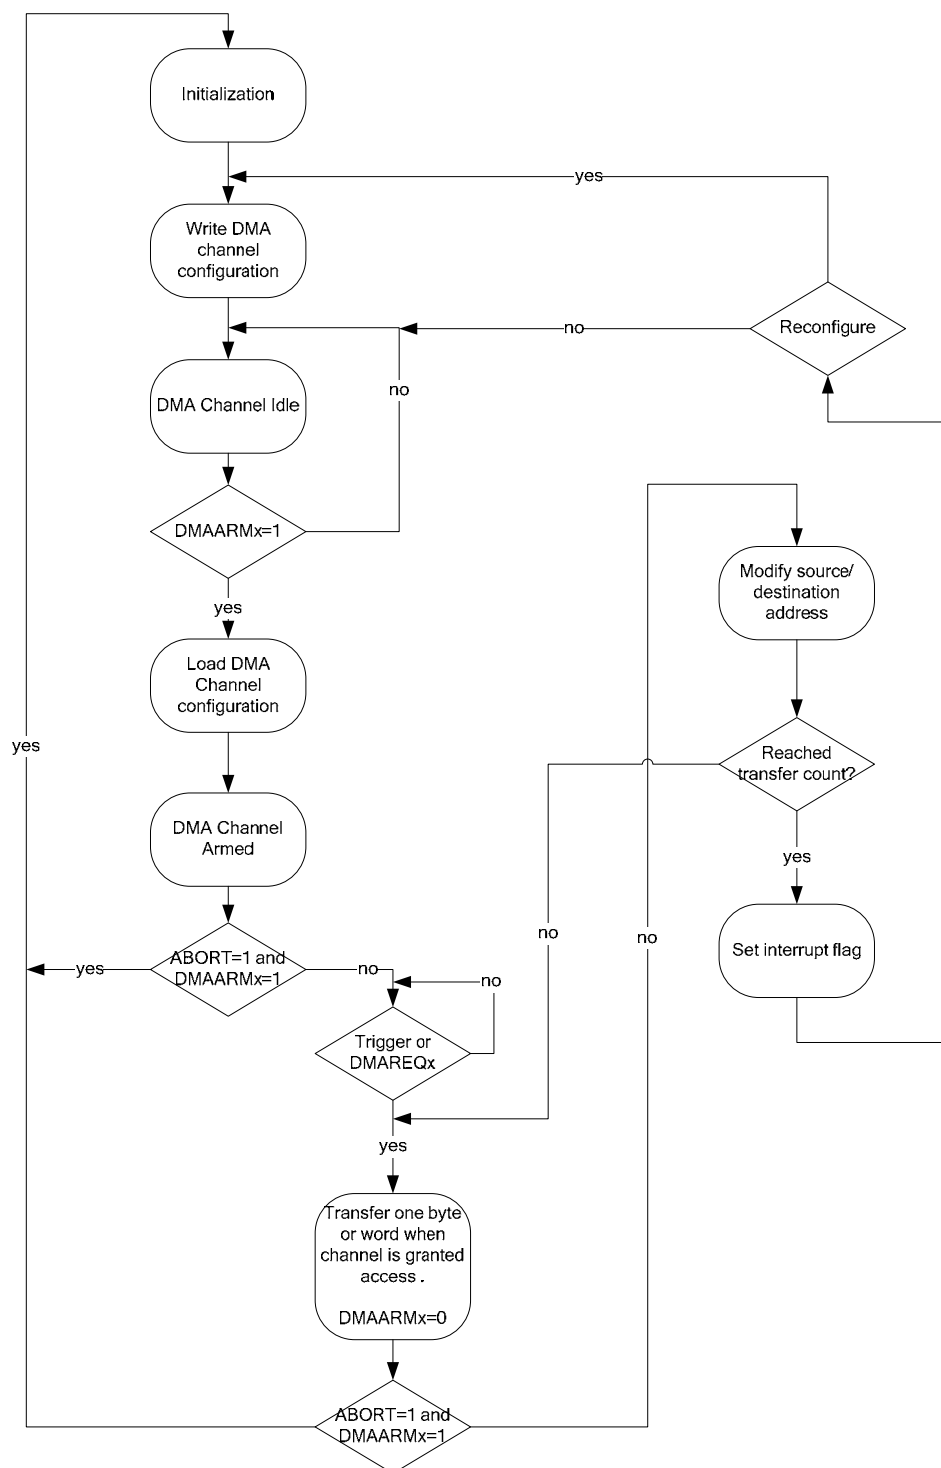 Initialization
yes
Write DMA
channel
configuration
Reconfigure
no
no
DMA Channel Idle
DMAARMx=1
Modify source/
destination
address
yes
Load DMA
Channel
configuration
yes
Reached
transfer count?
DMA Channel
Armed
yes
no
no
Set interrupt flag
ABORT=1 and
DMAARMx=1
yes
no
no
Trigger or
DMAREQx
yes
Transfer one byte
or word when
channel is granted
access .
DMAARMx=0
ABORT=1 and
DMAARMx=1